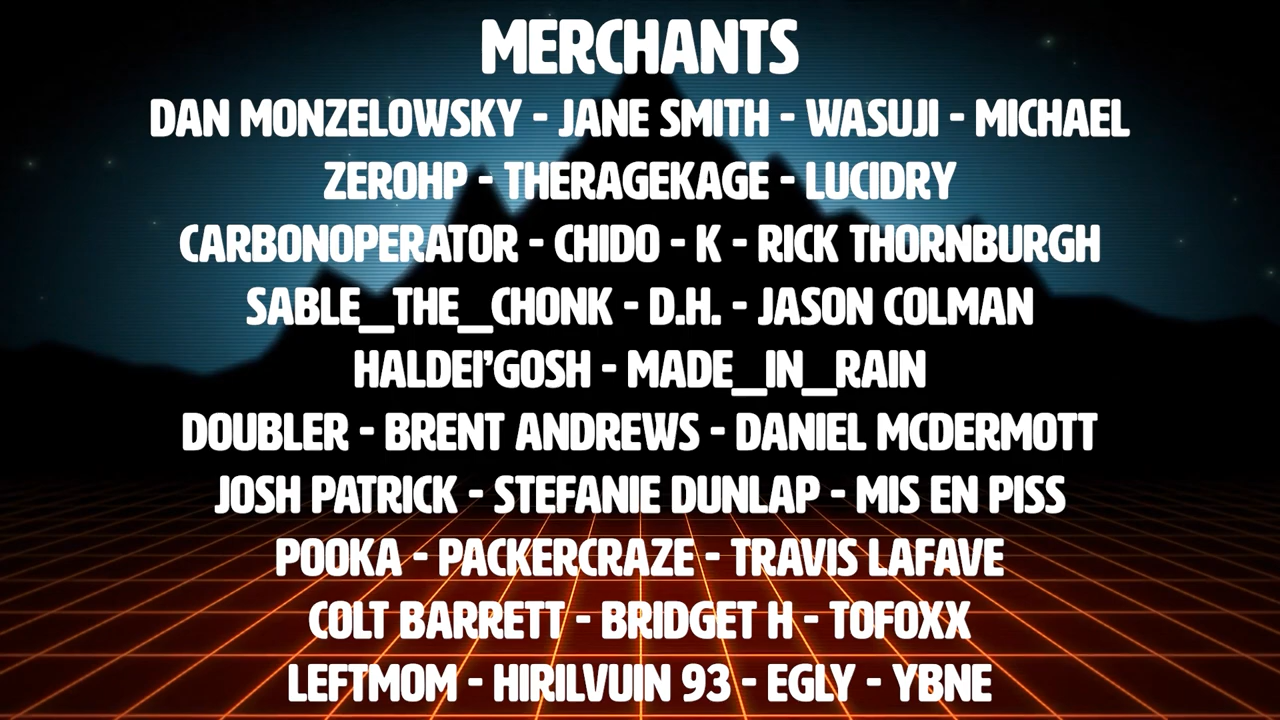 MERCHANTS
DAN MONZELOWSKY - JANE SMITH - WASUJI - MICHAEL
ZEROHP - THERAGEKAGE - LUCIDRY
CARBONOPERATOR - CHIDO - K - RICK THORNBURGH
SABLE_THE_CHONK - D.H. - JASON COLMAN
HALDEI'GOSH - MADE_IN_RAIN
DOUBLER - BRENT ANDREWS - DANIEL MCDERMOTT
JOSH PATRICK - STEFANIE DUNLAP - MIS EN PISS
POOKA - PACKERCRAZE - TRAVIS LAFAVE
COLT BARRETT - BRIDGET H - TOFOXX
LEFTMOM - HIRILVUIN 93 - EGLY - YBNE